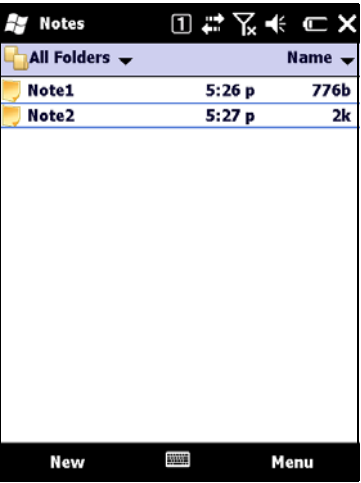 Notes 1
All Folders Name
Note1 5:26 p 776b
Note2 5:27 p 2k
New Menu